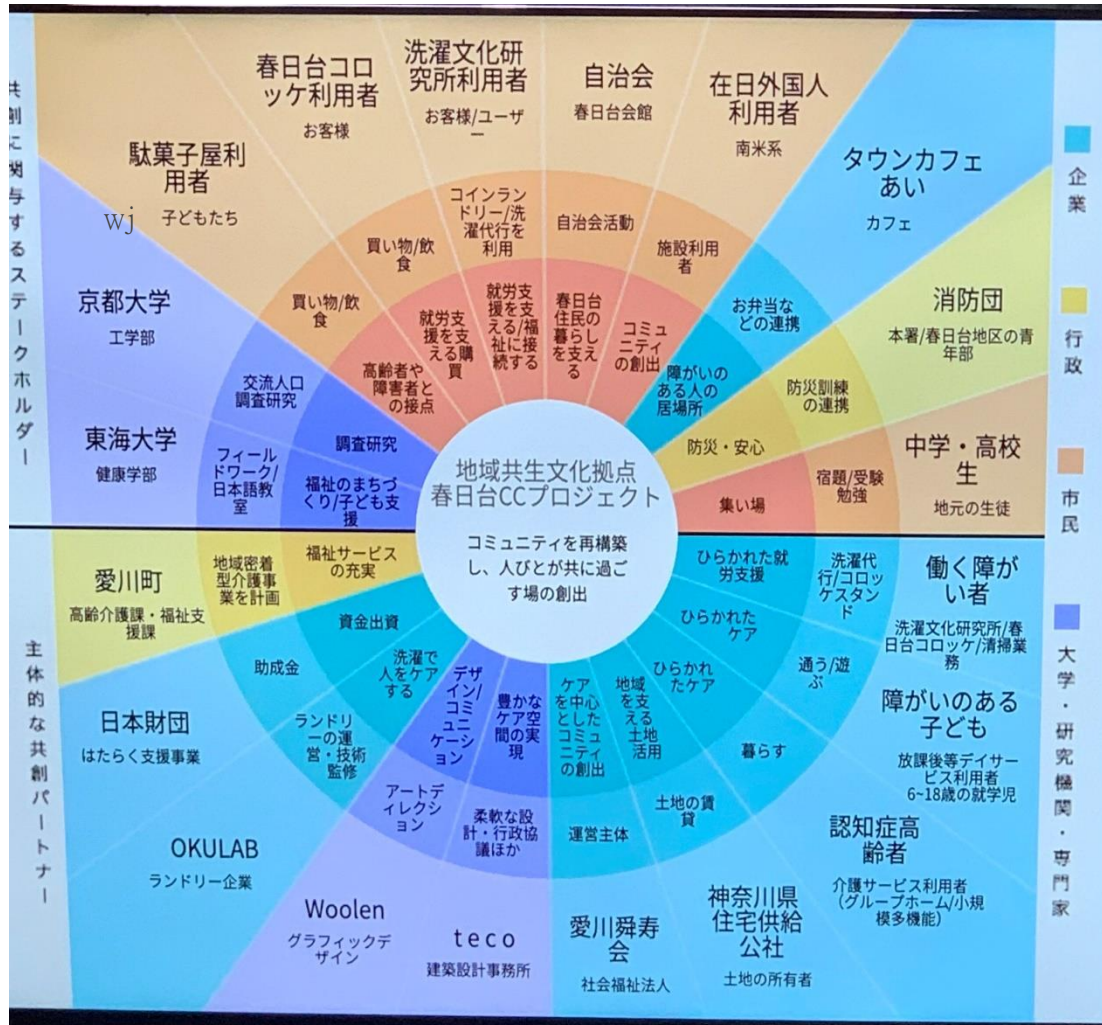 共創に関与するステークホルダー
主体的な共創パートナー
春日台コロ
ッケ利用者
お客様
洗濯文化研
究所利用者
お客様/ユーザ
ー
自治会
春日台会館
在日外国人
利用者
南米系
駄菓子屋利
用者
wj
子どもたち
タウンカフェ
あい
カフェ
京都大学
工学部
消防団
本署/春日台地区の青
年部
東海大学
健康学部
中学・高校
生
地元の生徒
買い物/飲
食
買い物/飲
食
コインラン
ドリー/洗
濯代行を
利用
自治会活動
施設利用
者
お弁当な
どの連携
防災訓練
の連携
宿題/受験
勉強
交流人口
調査研究
フィール
ドワーク/
日本語教
室
高齢者や
障害者と
の接点
就労支
援を支
える購
買
就労支
援を支
える/福
祉に接
続する
春日台
住民の
暮らし
を支え
る
コミュ
ニティ
の創出
障がいの
ある人の
居場所
防災・安心
集い場
調査研究
福祉のまちづ
くり/子ども支
援
地域共生文化拠点
春日台CCプロジェクト
コミュニティを再構築
し、人びとが共に過ご
す場の創出
福祉サービス
の充実
資金出資
洗濯で
人をケア
する
デザ
イン/
コミ
ュニ
ケーシ
ョン
豊かな
ケア空
間の実
現
ケア
を中心
とした
コミュ
ニティ
の創出
地域
を支
える
土地
活用
ひらかれ
たケア
ひらかれた
ケア
ひらかれた就
労支援
地域密着
型介護事
業を計画
助成金
ランドリ
ーの運
営・技術
監修
アートデ
ィレクシ
ョン
柔軟な設
計・行政協
議ほか
運営主体
土地の賃
貸
暮らす
通う/遊
ぶ
洗濯代
行/コロッ
ケスタン
ド
愛川町
高齢介護課・福祉支
援課
日本財団
はたらく支援事業
OKULAB
ランドリー企業
Woolen
グラフィックデ
ザイン
teco
建築設計事務所
愛川舜寿
会
社会福祉法人
神奈川県
住宅供給
公社
土地の所有者
認知症高
齢者
介護サービス利用者
(グループホーム/小規
模多機能)
障がいのある
子ども
放課後等デイサー
ビス利用者
6~18歳の就学児
働く障が
い者
洗濯文化研究所/春
日台コロッケ/清掃業
務
企業
行政
市民
大学・研究機関・専門家